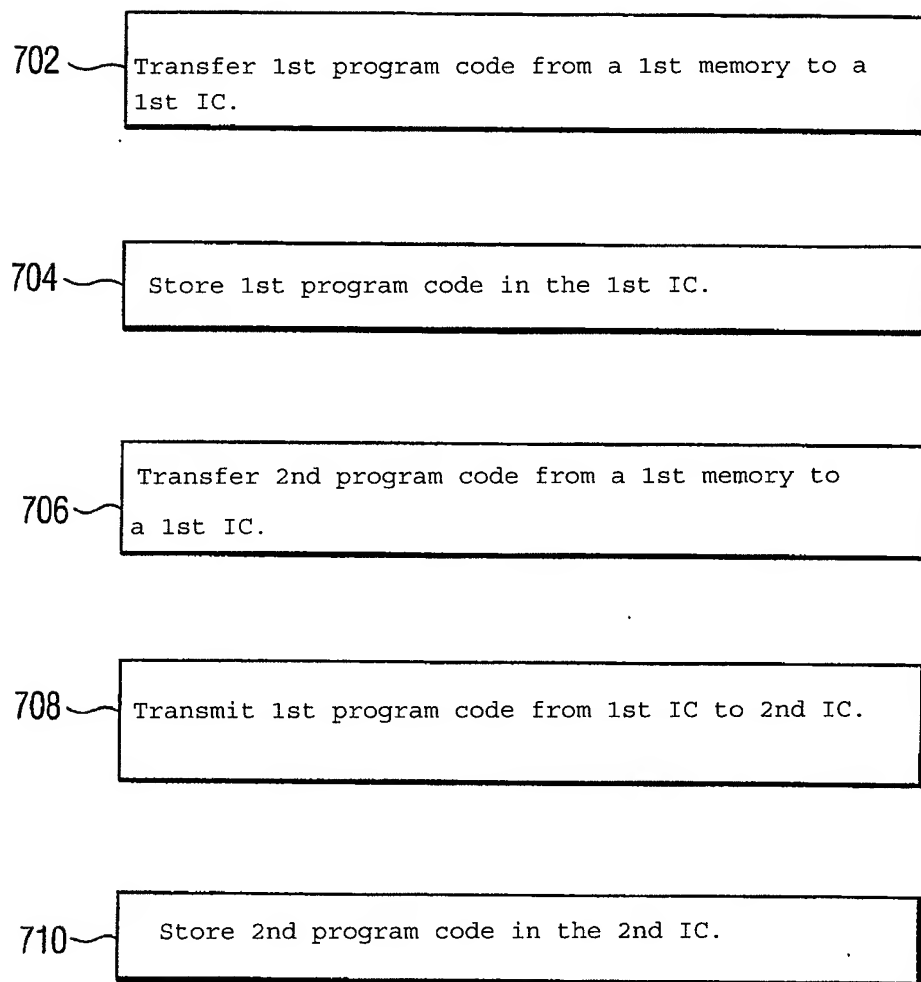 702
Transfer 1st program code from a 1st memory to a
1st IC.
704
Store 1st program code in the 1st IC.
706
Transfer 2nd program code from a 1st memory to
a 1st IC.
708
Transmit 1st program code from 1st IC to 2nd IC.
710
Store 2nd program code in the 2nd IC.